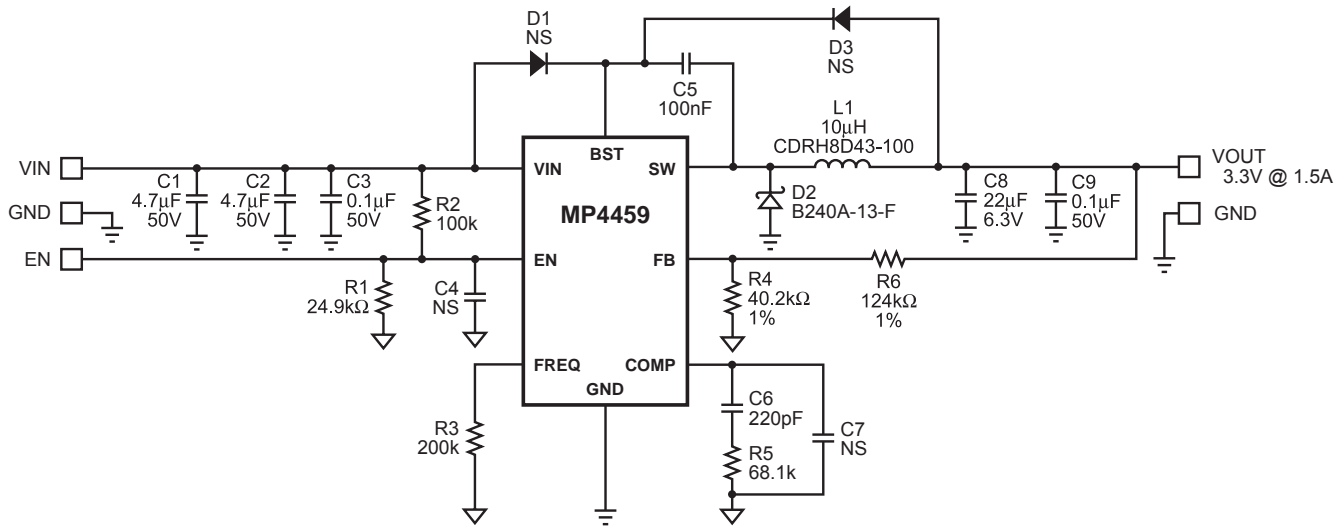 D1
NS
D3
NS
C5
100nF
L1
10μH
CDRH8D43-100
VIN
GND
EN
C1
4.7μF
50V
C2
4.7μF
50V
C3
0.1μF
50V
R2
100k
R1
24.9kΩ
C4
NS
R3
200k
BST
VIN
SW
MP4459
EN
FB
FREQ
COMP
GND
D2
B240A-13-F
C8
22μF
6.3V
C9
0.1μF
50V
VOUT
3.3V @ 1.5A
GND
R4
40.2kΩ
1%
R6
124kΩ
1%
C6
220pF
R5
68.1k
C7
NS